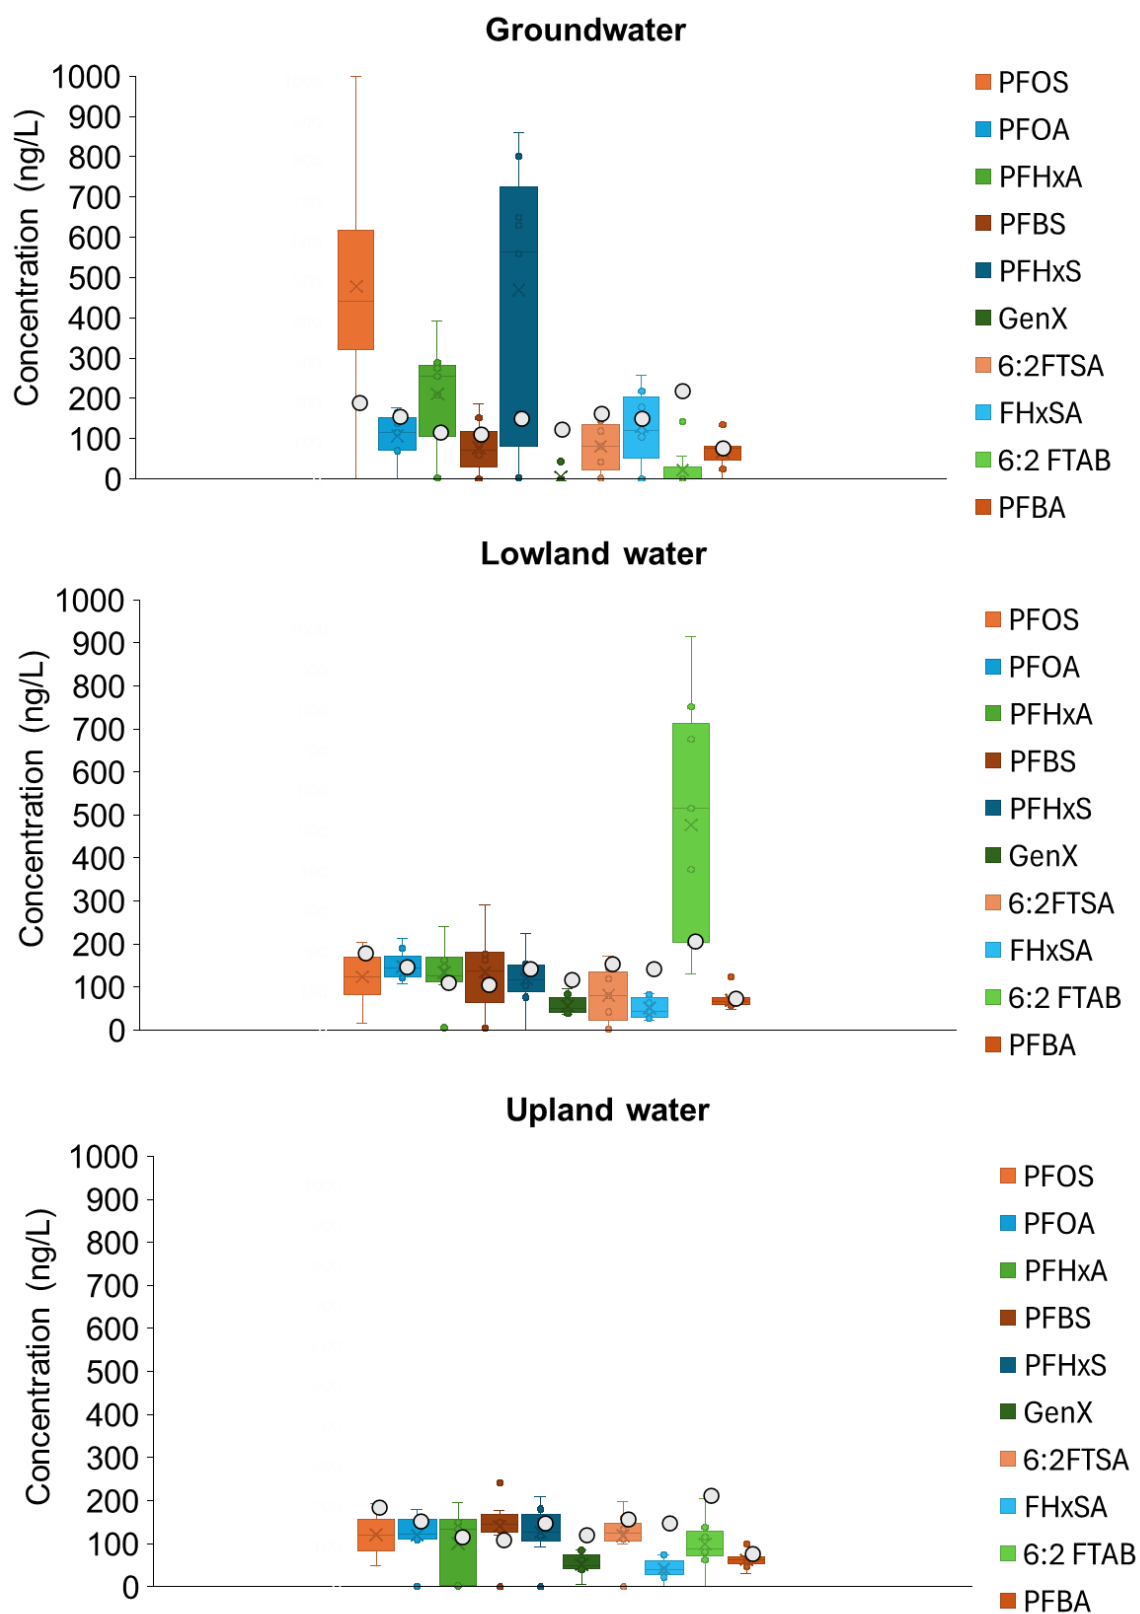 Groundwater
Concentration (ng/L)
1000
900
800
700
600
500
400
300
200
100
0
PFOS
PFOA
PFHxA
PFBS
PFHxS
GenX
6:2FTSA
FHxSA
6:2 FTAB
PFBA
Lowland water
Concentration (ng/L)
1000
900
800
700
600
500
400
300
200
100
0
PFOS
PFOA
PFHxA
PFBS
PFHxS
GenX
6:2FTSA
FHxSA
6:2 FTAB
PFBA
Upland water
Concentration (ng/L)
1000
900
800
700
600
500
400
300
200
100
0
PFOS
PFOA
PFHxA
PFBS
PFHxS
GenX
6:2FTSA
FHxSA
6:2 FTAB
PFBA